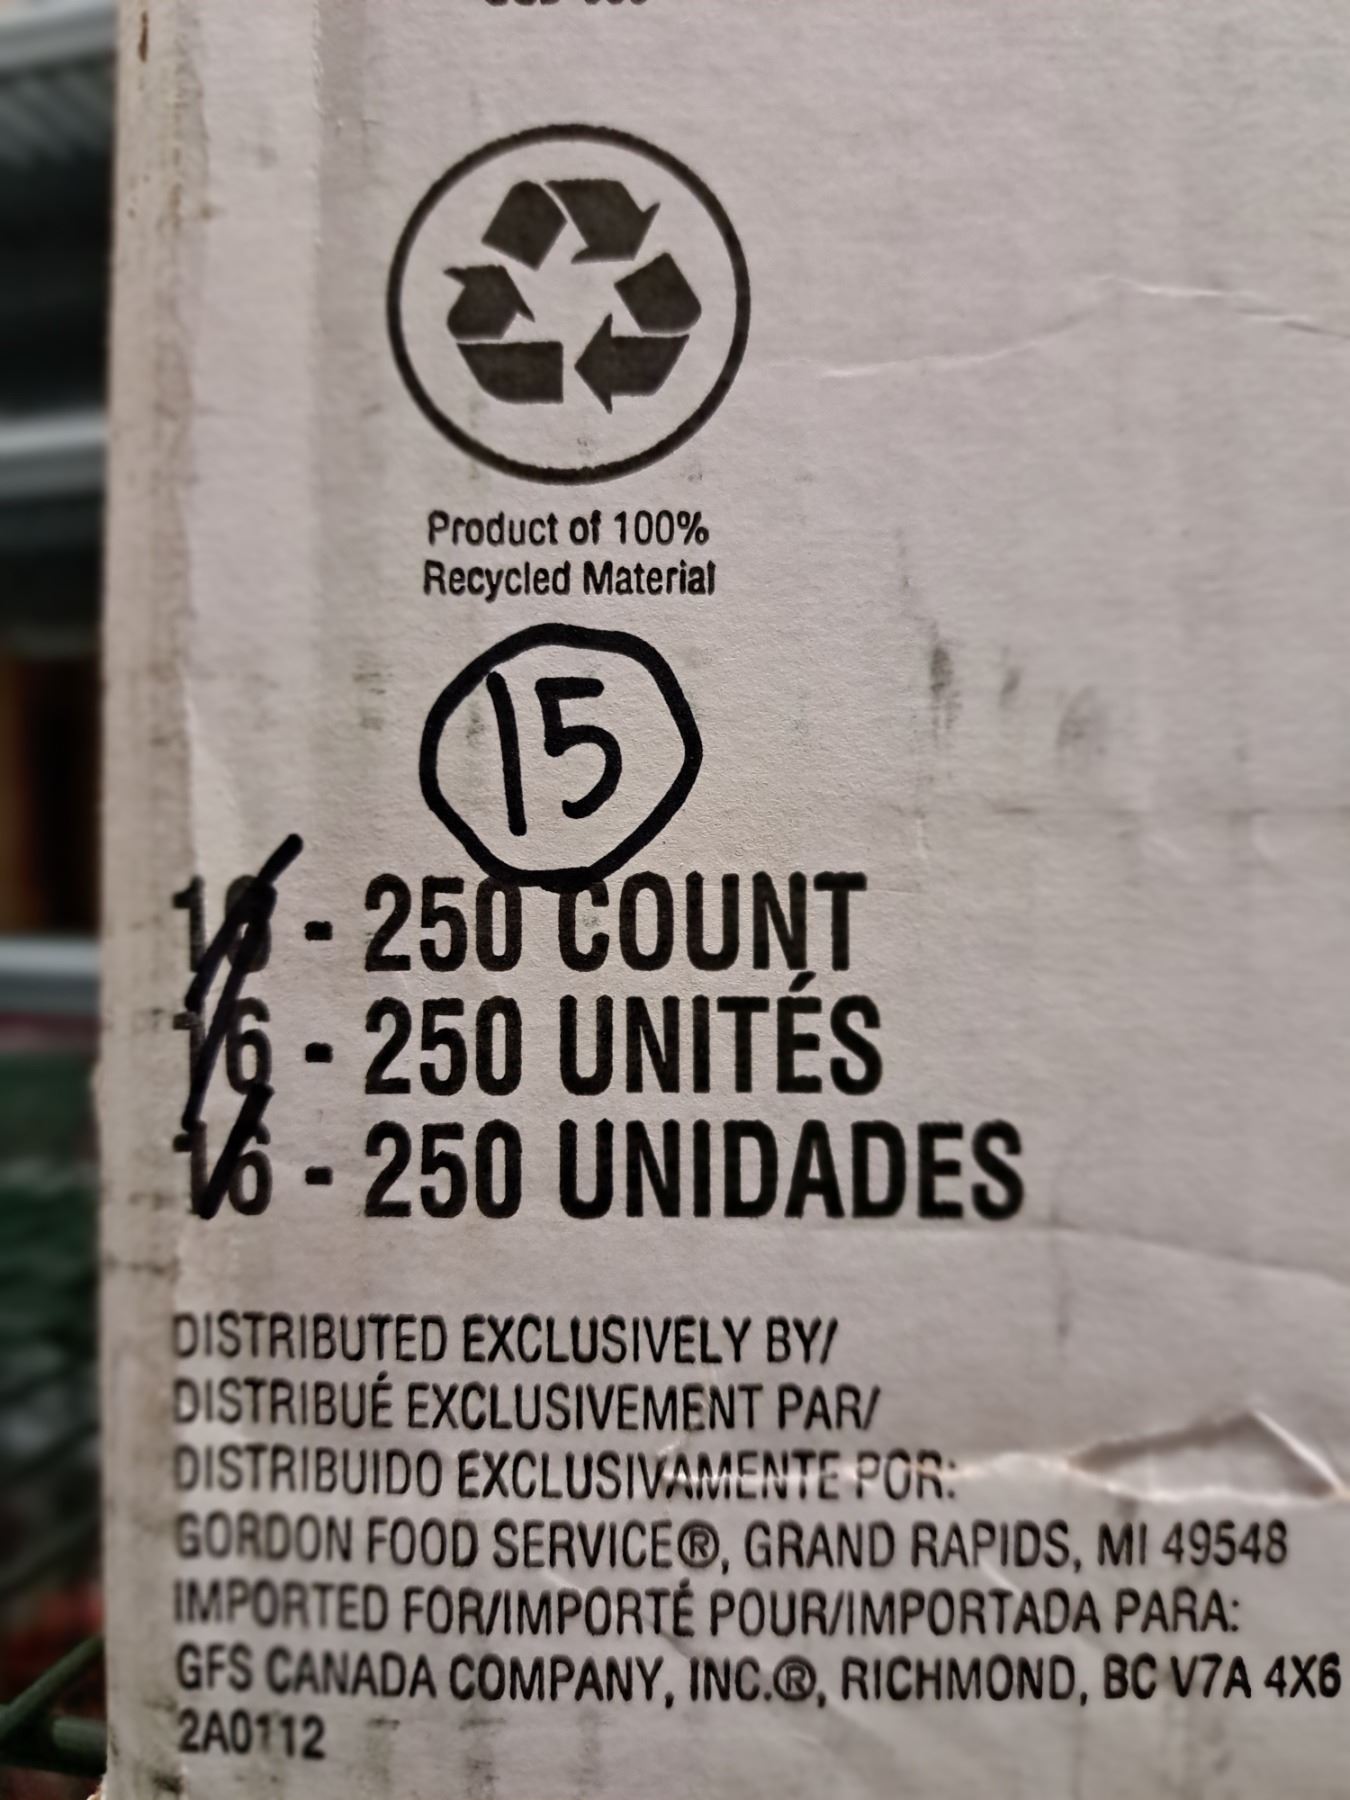 Product of 100%
Recycled Material
15
16 - 250 COUNT
16 - 250 UNITÉS
16 - 250 UNIDADES
DISTRIBUTED EXCLUSIVELY BY/
DISTRIBUÉ EXCLUSIVEMENT PAR/
DISTRIBUIDO EXCLUSIVAMENTE POR:
GORDON FOOD SERVICE®, GRAND RAPIDS, MI 49548
IMPORTED FOR/IMPORTÉ POUR/IMPORTADA PARA:
GFS CANADA COMPANY, INC.®, RICHMOND, BC V7A 4X6
2A0112